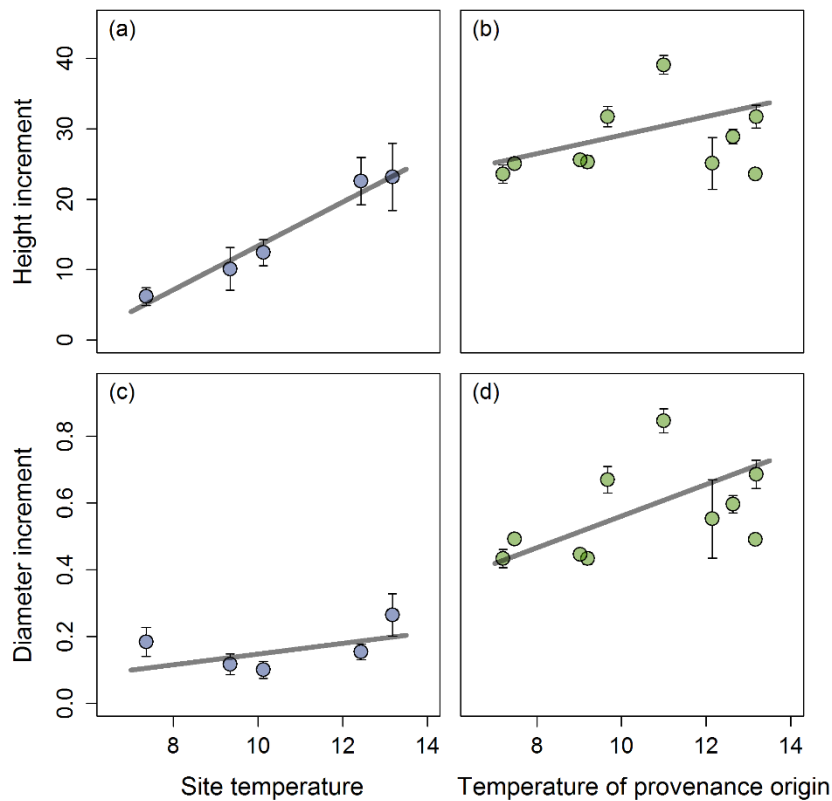 (a)
(b)
Height increment
0
10
20
30
40
(c)
(d)
Diameter increment
0.0
0.2
0.4
0.6
0.8
8
10
12
14
8
10
12
14
Site temperature
Temperature of provenance origin